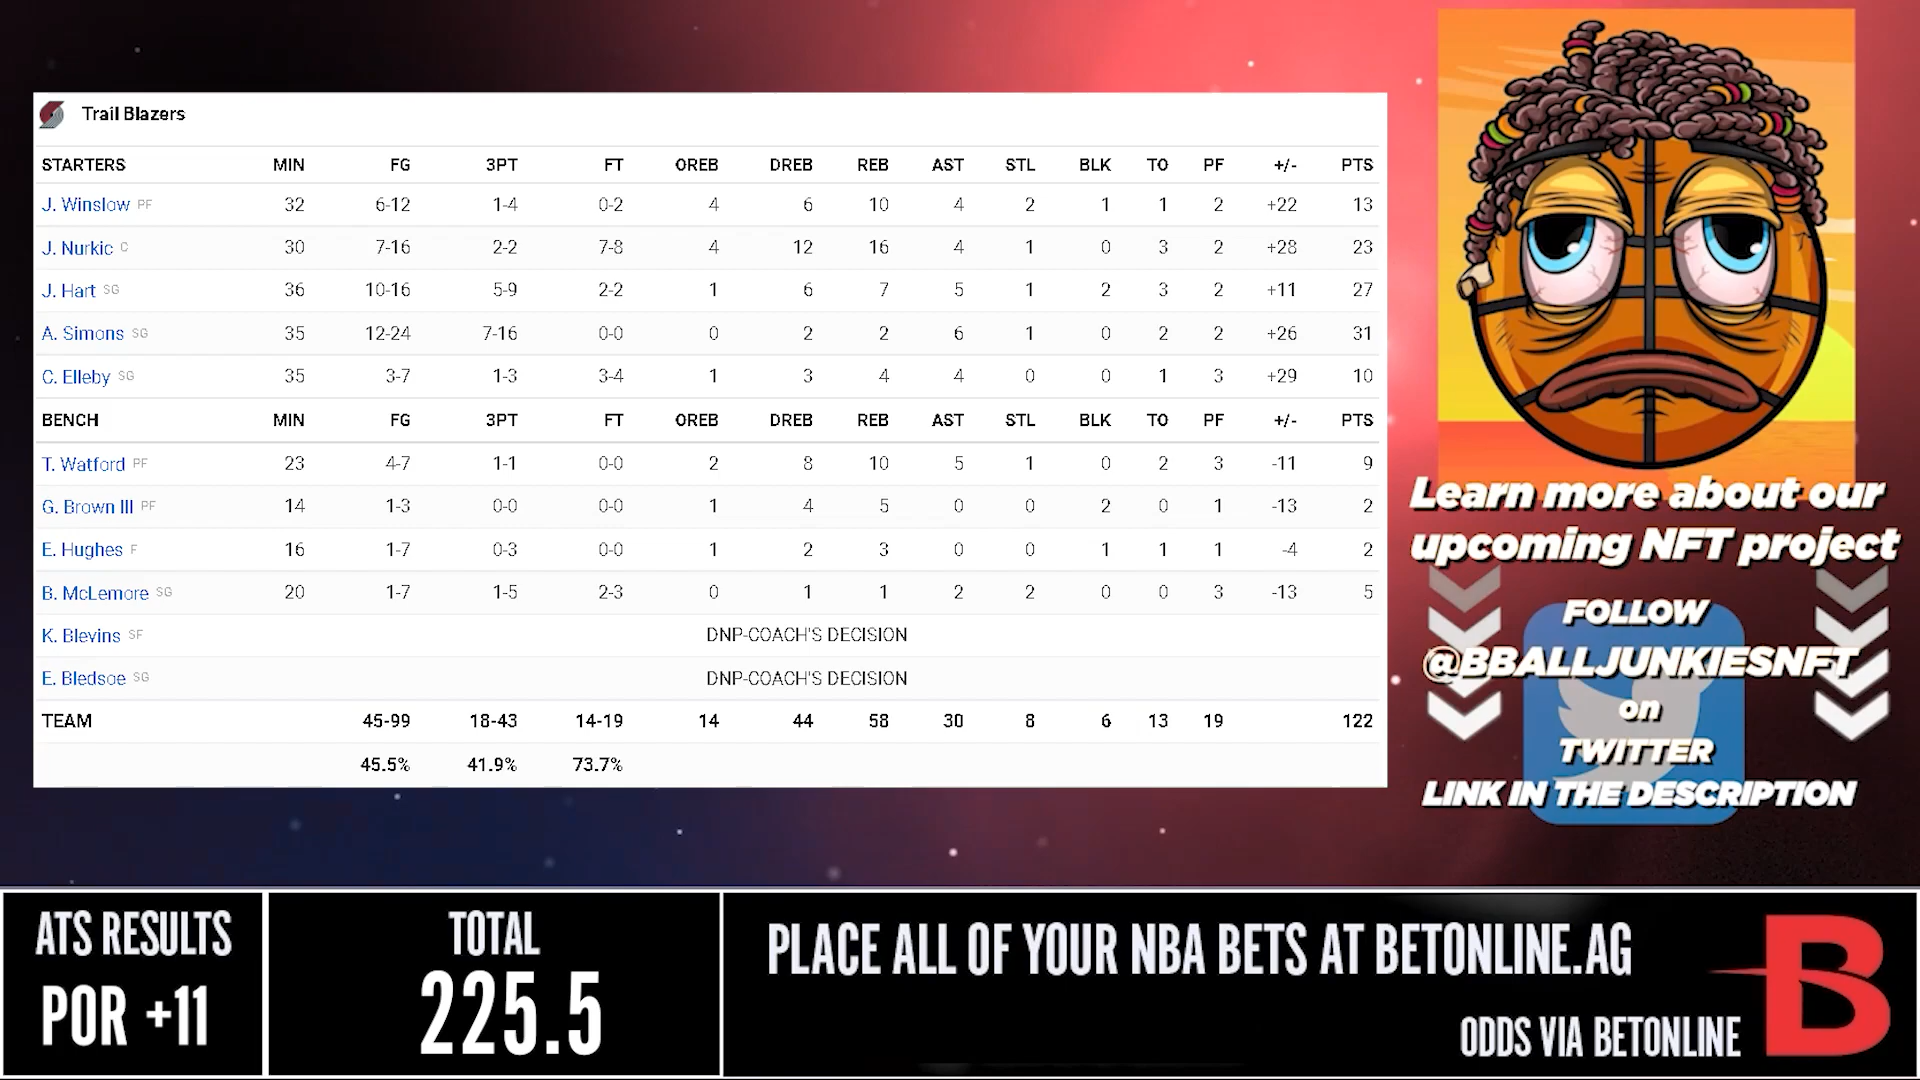 Trail Blazers
STARTERS MIN FG 3PT FT OREB DREB REB AST STL BLK TO PF +/- PTS
J. Winslow PF 32 6-12 1-4 0-2 4 6 10 4 2 1 1 2 +22 13
J. Nurkic C 30 7-16 2-2 7-8 4 12 16 4 1 0 3 2 +28 23
J. Hart SG 36 10-16 5-9 2-2 1 6 7 5 1 2 3 2 +11 27
A. Simons SG 35 12-24 7-16 0-0 0 2 2 6 1 0 2 2 +26 31
C. Elleby SG 35 3-7 1-3 3-4 1 3 4 4 0 0 1 3 +29 10
BENCH MIN FG 3PT FT OREB DREB REB AST STL BLK TO PF +/- PTS
T. Watford PF 23 4-7 1-1 0-0 2 8 10 5 1 0 2 3 -11 9
G. Brown III PF 14 1-3 0-0 0-0 1 4 5 0 0 2 0 1 -13 2
E. Hughes F 16 1-7 0-3 0-0 1 2 3 0 0 1 1 1 -4 2
B. McLemore SG 20 1-7 1-5 2-3 0 1 1 2 2 0 0 3 -13 5
K. Blevins SF DNP-COACH'S DECISION
E. Bledsoe SG DNP-COACH'S DECISION
TEAM 45-99 18-43 14-19 14 44 58 30 8 6 13 19 122
45.5% 41.9% 73.7%
Learn more about our
upcoming NFT project
FOLLOW
@BBALLJUNKIESNFT
on
TWITTER
LINK IN THE DESCRIPTION
ATS RESULTS
POR +11
TOTAL
225.5
PLACE ALL OF YOUR NBA BETS AT BETONLINE.AG
ODDS VIA BETONLINE
B